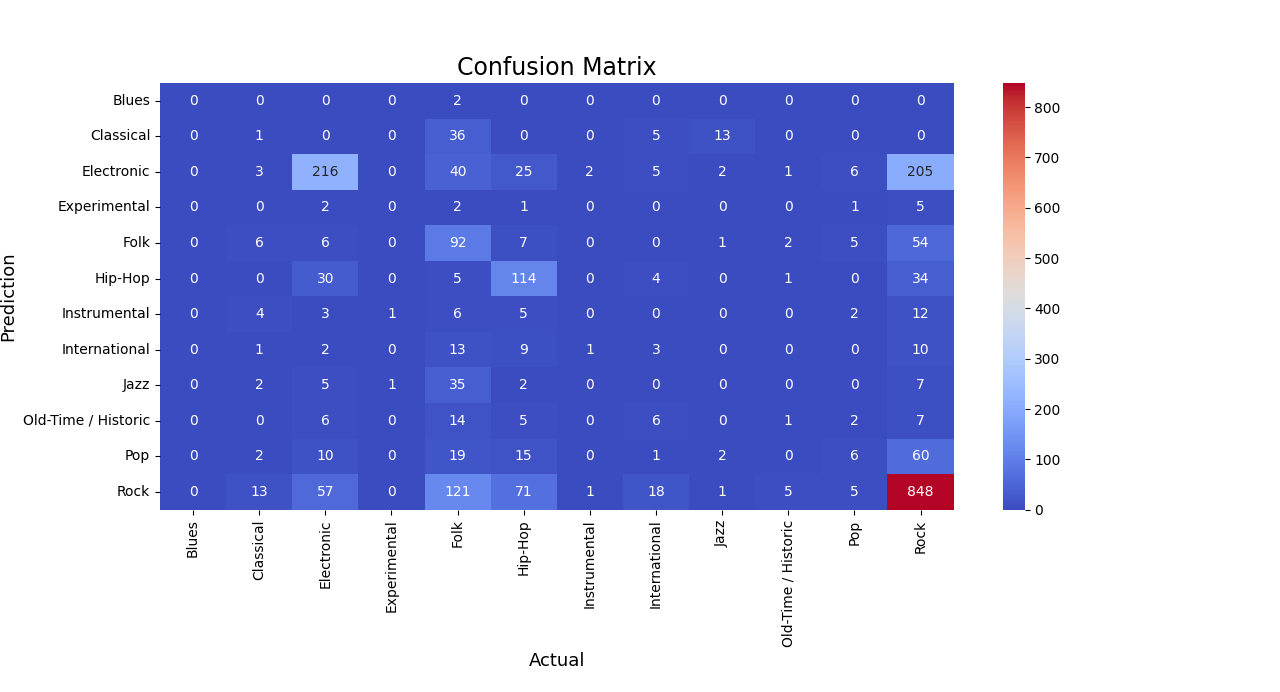 Confusion Matrix
Prediction
Blues 0 0 0 0 2 0 0 0 0 0 0 0
Classical 0 1 0 0 36 0 0 5 13 0 0 0
Electronic 0 3 216 0 40 25 2 5 2 1 6 205
Experimental 0 0 2 0 2 1 0 0 0 0 1 5
Folk 0 6 6 0 92 7 0 0 1 2 5 54
Hip-Hop 0 0 30 0 5 114 0 4 0 1 0 34
Instrumental 0 4 3 1 6 5 0 0 0 0 2 12
International 0 1 2 0 13 9 1 3 0 0 0 10
Jazz 0 2 5 1 35 2 0 0 0 0 0 7
Old-Time / Historic 0 0 6 0 14 5 0 6 0 1 2 7
Pop 0 2 10 0 19 15 0 1 2 0 6 60
Rock 0 13 57 0 121 71 1 18 1 5 5 848
Blues
Classical
Electronic
Experimental
Folk
Hip-Hop
Instrumental
International
Jazz
Old-Time / Historic
Pop
Rock
Actual
800
700
600
500
400
300
200
100
0